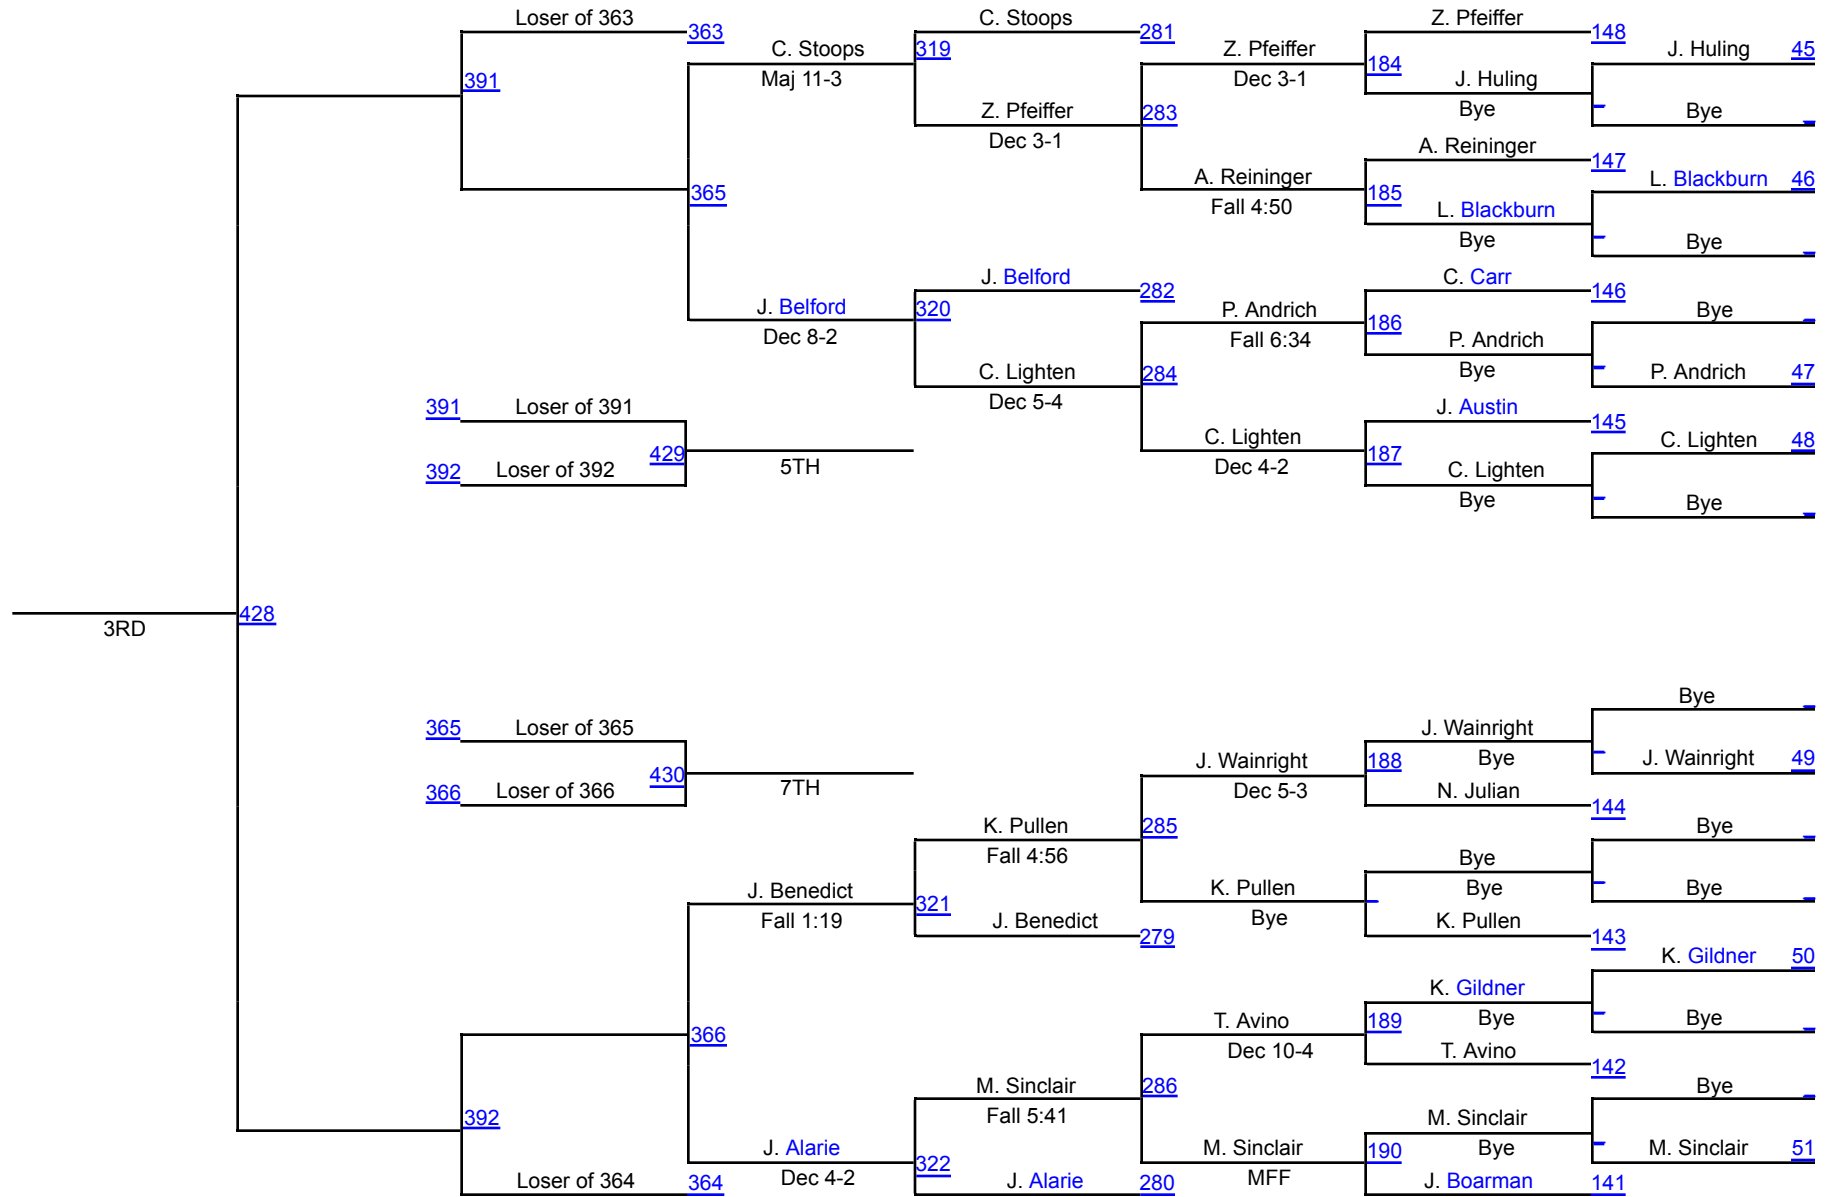 Loser of 363
363
C. Stoops
281
Z. Pfeiffer
148
391
C. Stoops
319
Z. Pfeiffer
184
J. Huling
45
Maj 11-3
Dec 3-1
J. Huling
Z. Pfeiffer
283
Bye
Bye
Dec 3-1
A. Reininger
147
365
A. Reininger
185
L. Blackburn
46
Fall 4:50
L. Blackburn
Bye
Bye
J. Belford
282
C. Carr
146
J. Belford
320
P. Andrich
186
Bye
Dec 8-2
Fall 6:34
P. Andrich
C. Lighten
284
Bye
P. Andrich
47
Dec 5-4
391
Loser of 391
J. Austin
145
429
5TH
C. Lighten
187
C. Lighten
48
392
Loser of 392
Dec 4-2
C. Lighten
Bye
Bye
428
3RD
Bye
365
Loser of 365
J. Wainright
430
7TH
J. Wainright
188
Bye
J. Wainright
49
366
Loser of 366
Dec 5-3
N. Julian
144
K. Pullen
285
Bye
Fall 4:56
Bye
J. Benedict
321
K. Pullen
Bye
Bye
Fall 1:19
J. Benedict
279
Bye
K. Pullen
143
K. Gildner
50
K. Gildner
366
T. Avino
189
Bye
Bye
Dec 10-4
T. Avino
142
M. Sinclair
286
Bye
392
Fall 5:41
M. Sinclair
J. Alarie
322
M. Sinclair
190
Bye
M. Sinclair
51
Loser of 364
364
Dec 4-2
J. Alarie
280
MFF
J. Boarman
141